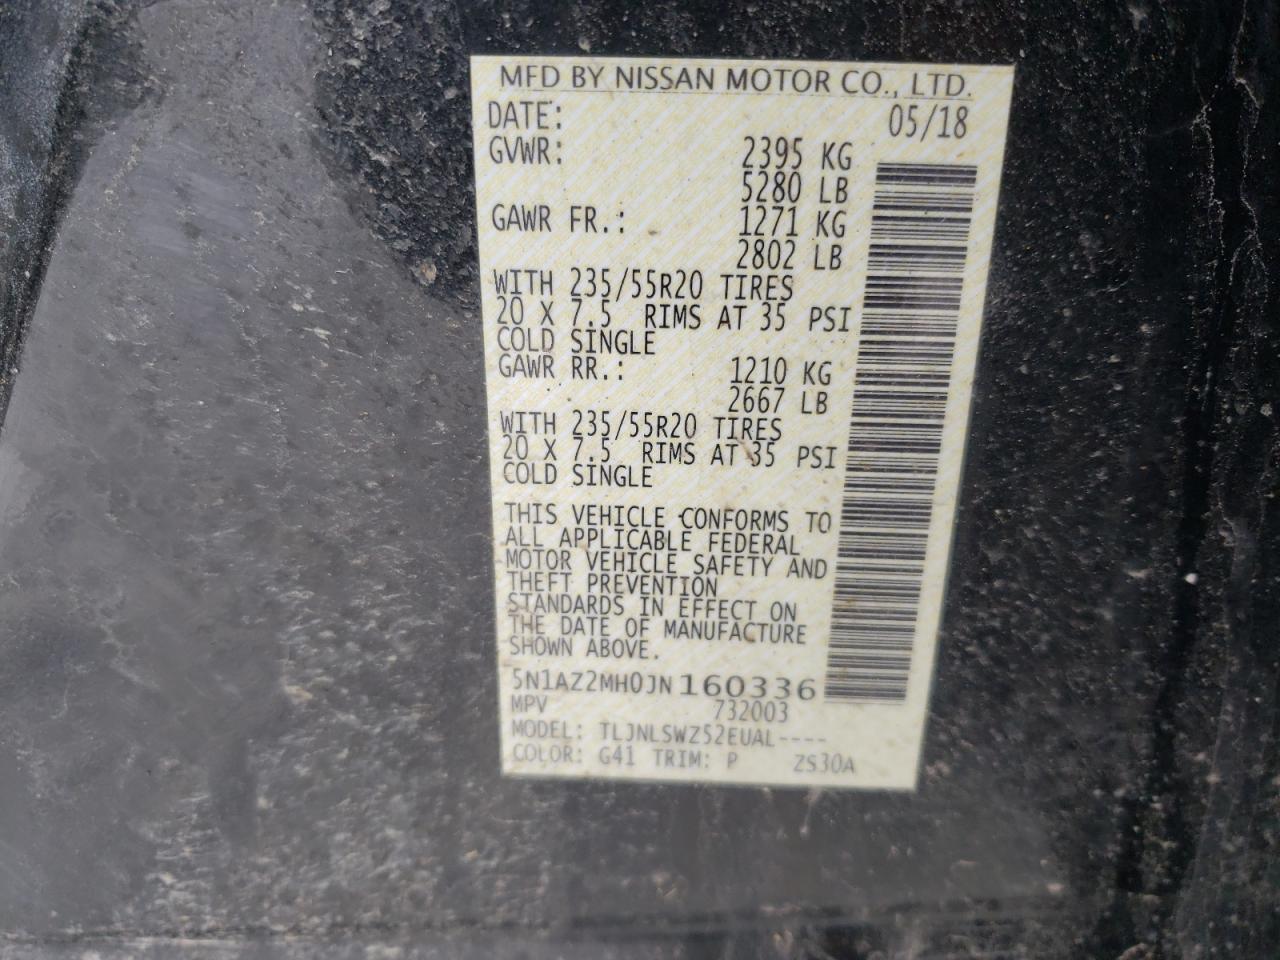 MFD BY NISSAN MOTOR CO., LTD.
DATE: 05/18
GVWR: 2395 KG
5280 LB
GAWR FR.: 1271 KG
2802 LB
WITH 235/55R20 TIRES
20 X 7.5 RIMS AT 35 PSI
COLD SINGLE
GAWR RR.: 1210 KG
2667 LB
WITH 235/55R20 TIRES
20 X 7.5 RIMS AT 35 PSI
COLD SINGLE
THIS VEHICLE CONFORMS TO
ALL APPLICABLE FEDERAL
MOTOR VEHICLE SAFETY AND
THEFT PREVENTION
STANDARDS IN EFFECT ON
THE DATE OF MANUFACTURE
SHOWN ABOVE.
5N1AZ2MH0JN160336
MPV 732003
MODEL: TLJNLSWZ52EUAL----
COLOR: G41 TRIM: P ZS30A